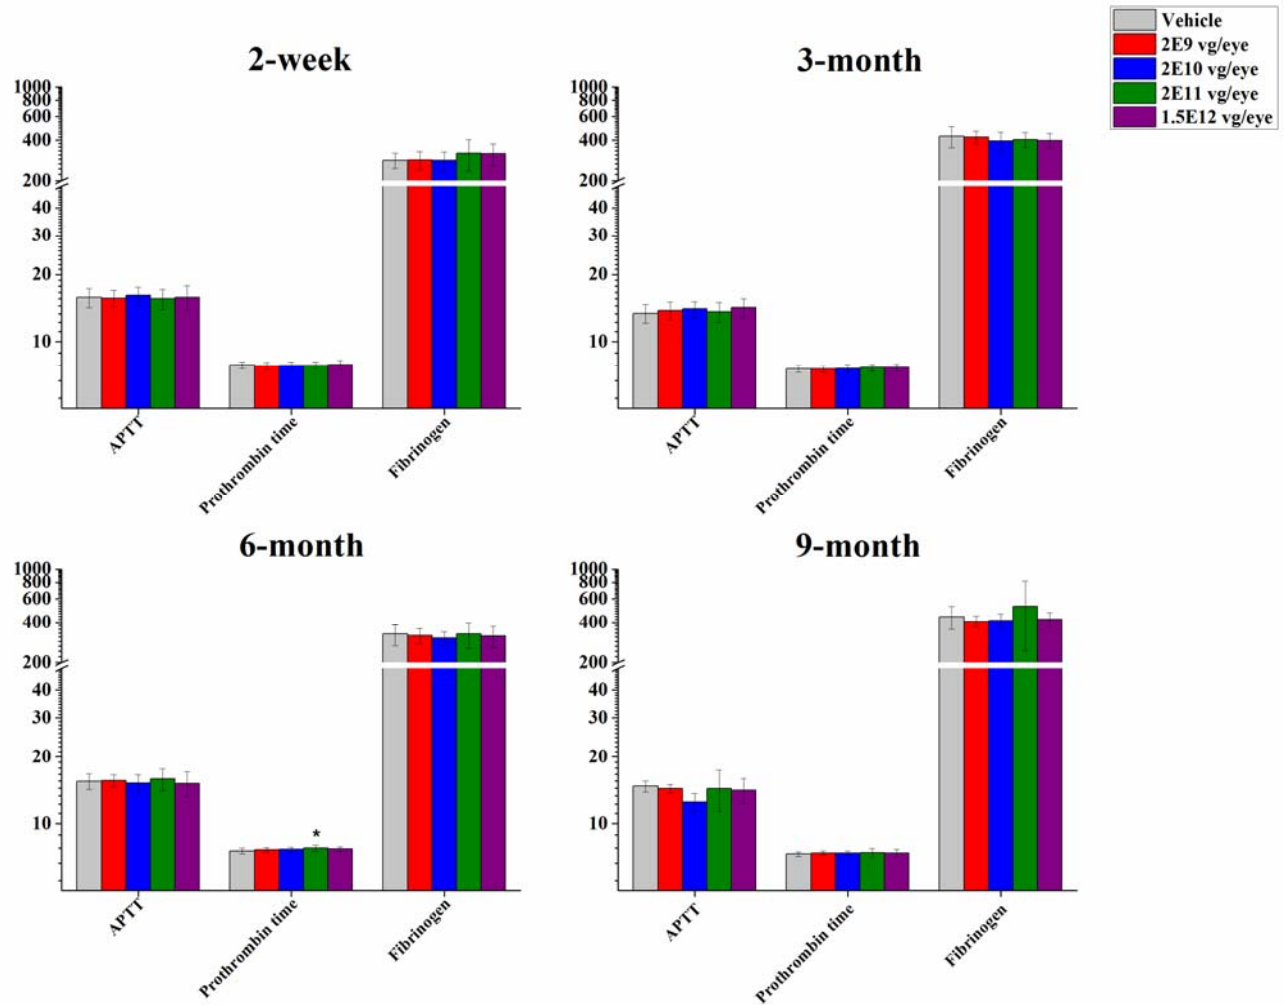 Vehicle
2E9 vg/eye
2E10 vg/eye
2E11 vg/eye
1.5E12 vg/eye
2-week
1000
800
600
400
200
40
30
20
10
APTT
Prothrombin time
Fibrinogen
3-month
1000
800
600
400
200
40
30
20
10
APTT
Prothrombin time
Fibrinogen
6-month
1000
800
600
400
200
40
30
20
10
*
APTT
Prothrombin time
Fibrinogen
9-month
1000
800
600
400
200
40
30
20
10
APTT
Prothrombin time
Fibrinogen